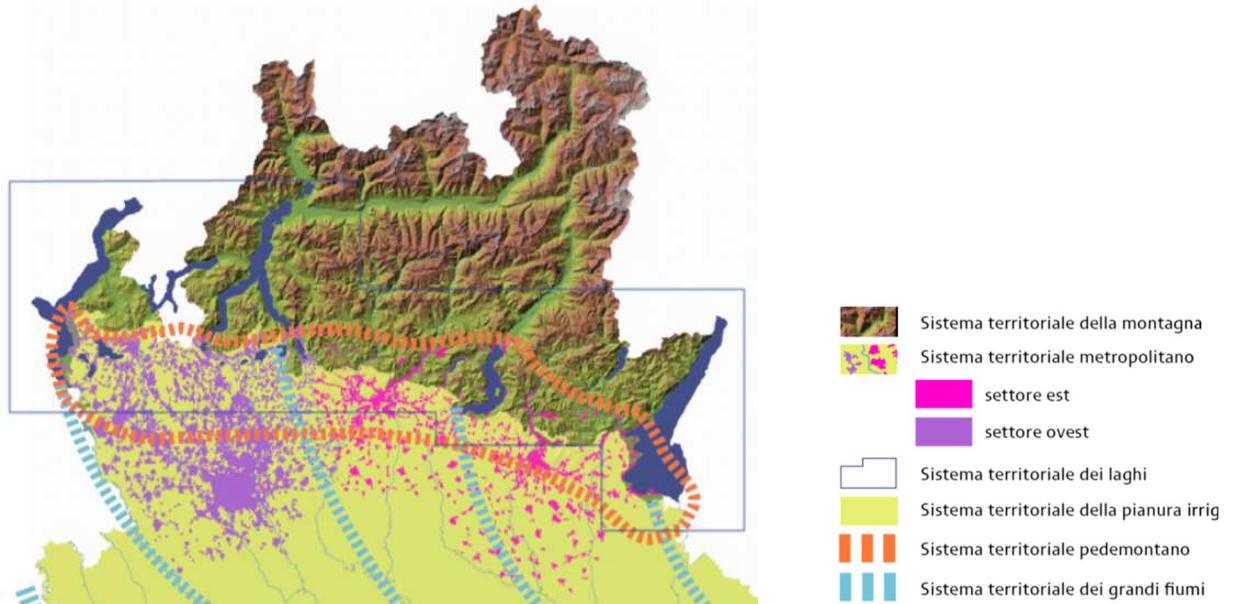 Sistema territoriale della montagna
Sistema territoriale metropolitano
settore est
settore ovest
Sistema territoriale dei laghi
Sistema territoriale della pianura irrig
Sistema territoriale pedemontano
Sistema territoriale dei grandi fiumi